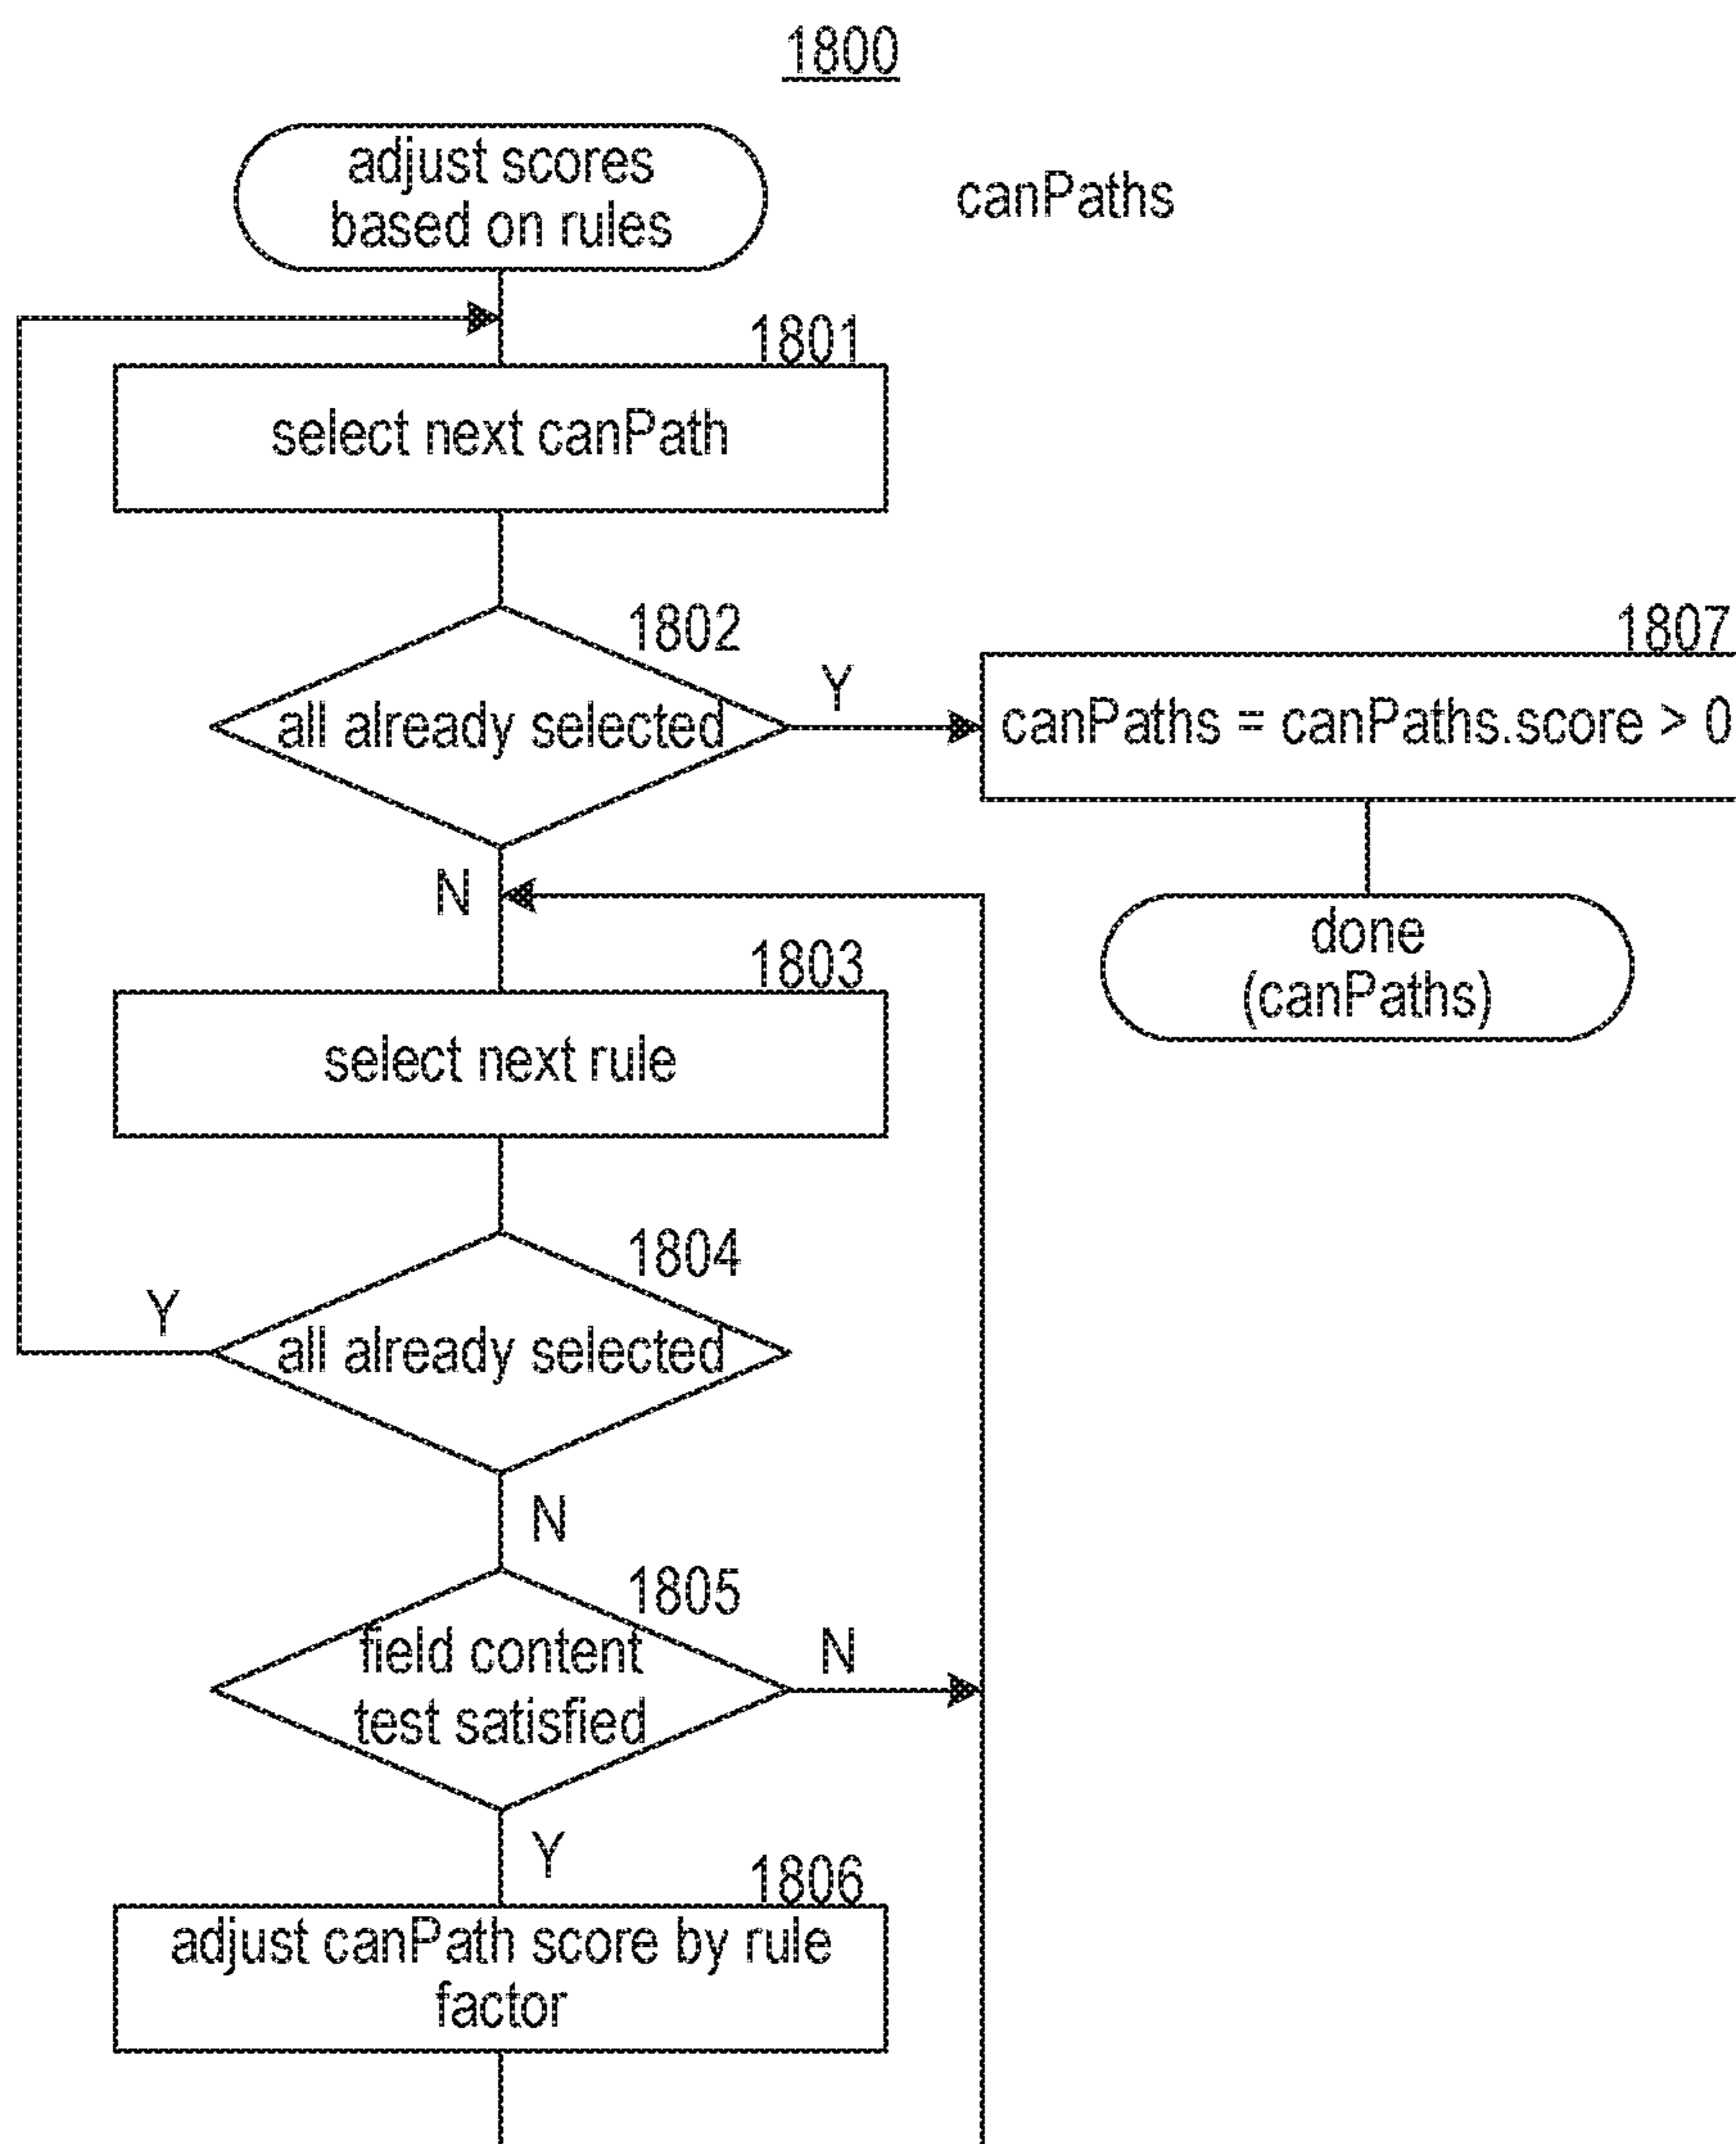 1800
adjust scores
based on rules
canPaths
1801
select next canPath
1802
all already selected
Y
1807
canPaths = canPaths.score > 0
N
done
(canPaths)
1803
select next rule
1804
all already selected
Y
N
1805
field content
test satisfied
N
Y
1806
adjust canPath score by rule
factor